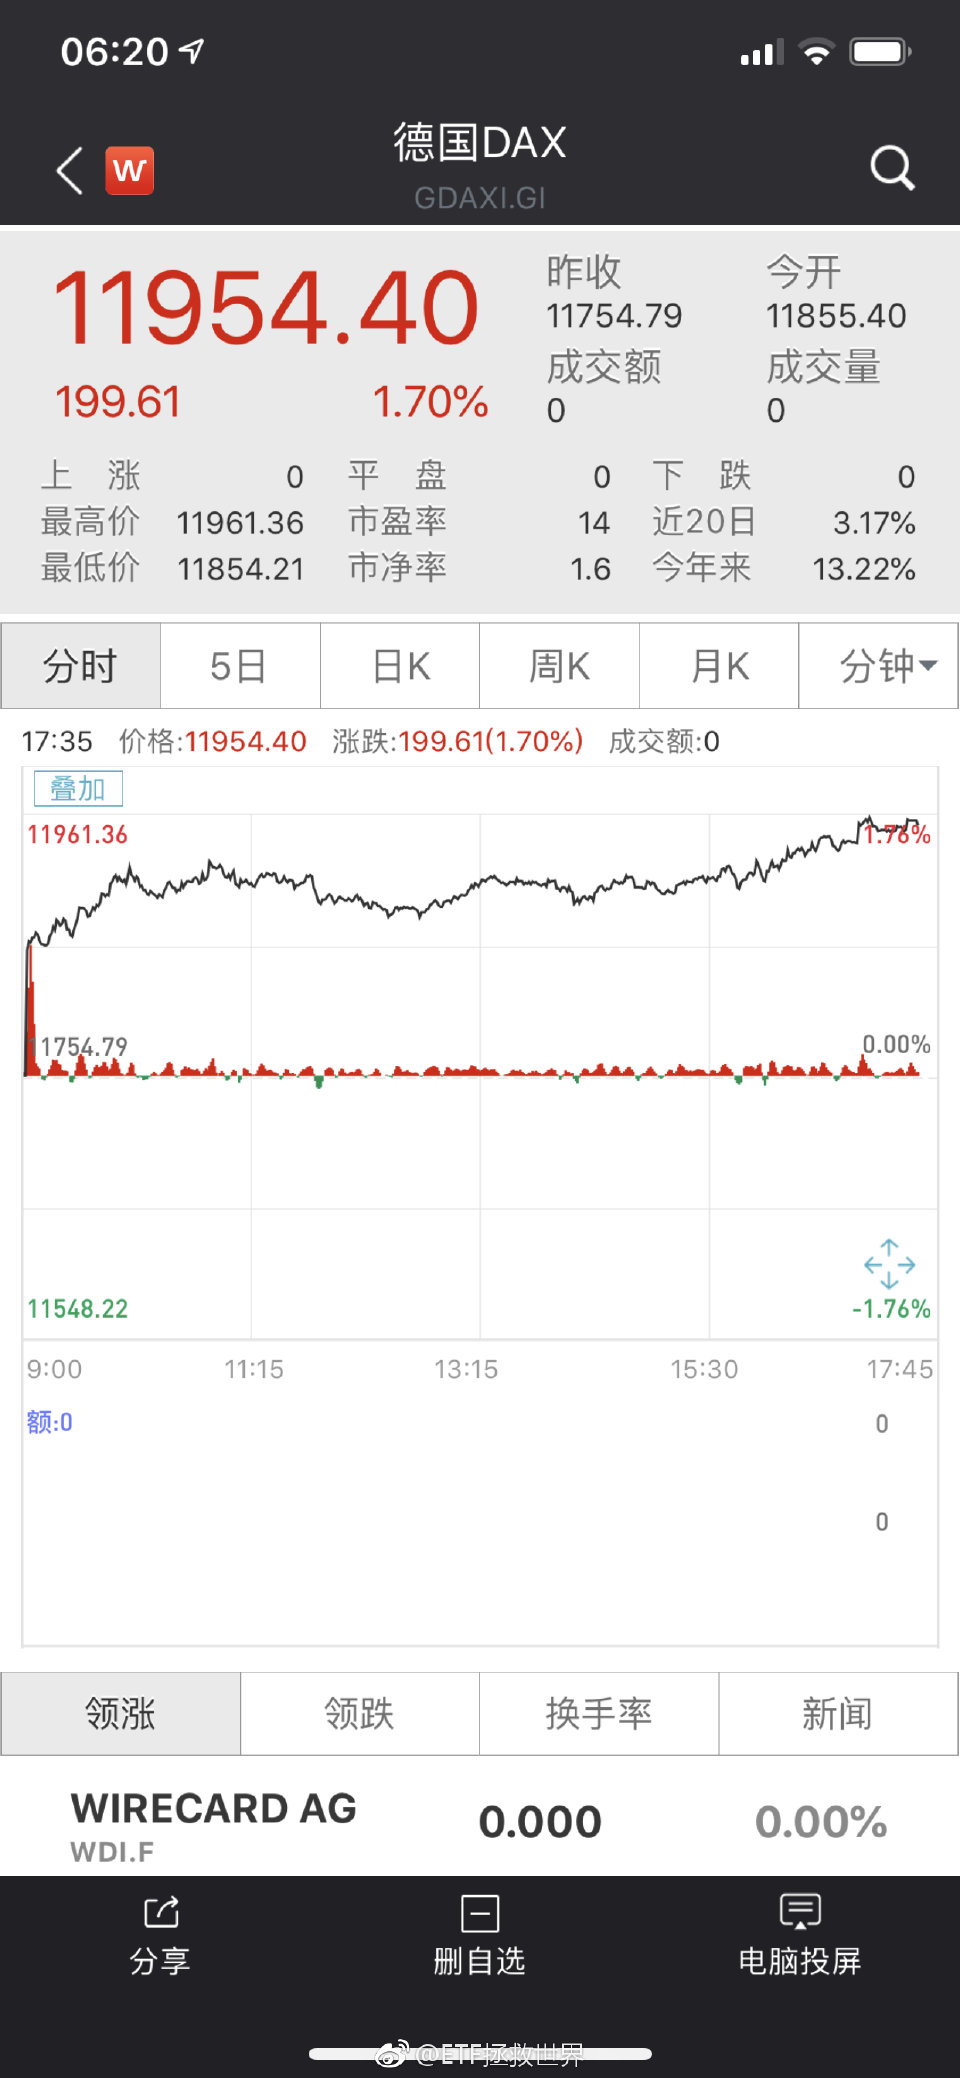 06:20
W
德国DAX
GDAXI.GI
11954.40
199.61 1.70%
昨收 今开
11754.79 11855.40
成交额 成交量
0 0
上 涨 0 平 盘 0 下 跌 0
最高价 11961.36 市盈率 14 近20日 3.17%
最低价 11854.21 市净率 1.6 今年来 13.22%
分时 5日 日K 周K 月K 分钟
17:35 价格:11954.40 涨跌:199.61(1.70%) 成交额:0
叠加
11961.36 1.76%
11754.79 0.00%
11548.22 -1.76%
9:00 11:15 13:15 15:30 17:45
额:0 0
0
领涨 领跌 换手率 新闻
WIRECARD AG 0.000 0.00%
WDI.F
分享 删自选 电脑投屏
@ETF拯救世界